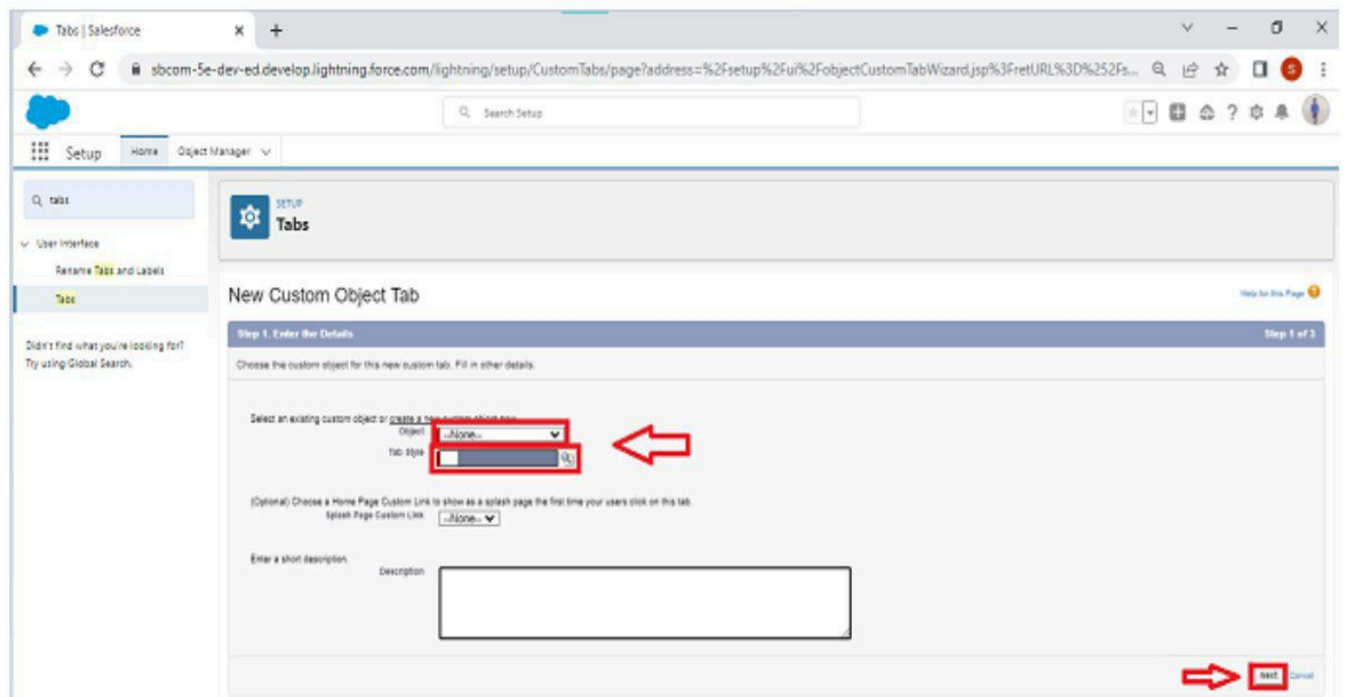 Tabs | Salesforce
sbcom-5e-dev-ed.develop.lightning.force.com/lightning/setup/CustomTabs/page?address=%2Fsetup%2Fui%2FobjectCustomTabWizard.jsp%3FretURL%3D%252Fs...
S
Search Setup
Setup Home Object Manager
tabs
SETUP
Tabs
User Interface
Rename Tabs and Labels
Tabs
Didn't find what you're looking for?
Try using Global Search.
New Custom Object Tab
Help for this Page
Step 1. Enter the Details Step 1 of 3
Choose the custom object for this new custom tab. Fill in other details.
Select an existing custom object or create a new custom object now.
Object --None--
Tab Style
(Optional) Choose a Home Page Custom Link to show as a splash page the first time your users click on this tab.
Splash Page Custom Link --None--
Enter a short description.
Description
Next Cancel